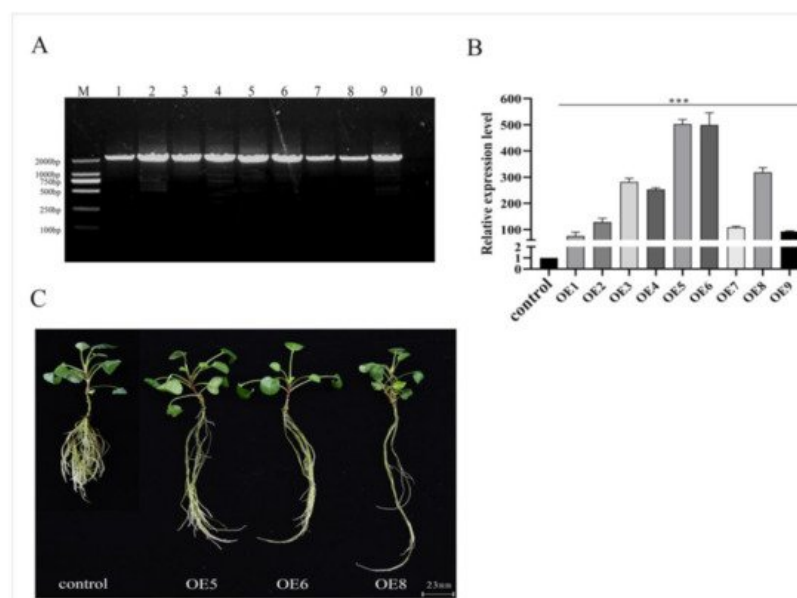 A
M 1 2 3 4 5 6 7 8 9 10
2000bp
1000bp
750bp
500bp
250bp
100bp
B
***
Relative expression level
600
500
400
300
200
100
2
1
0
control OE1 OE2 OE3 OE4 OE5 OE6 OE7 OE8 OE9
C
control OE5 OE6 OE8